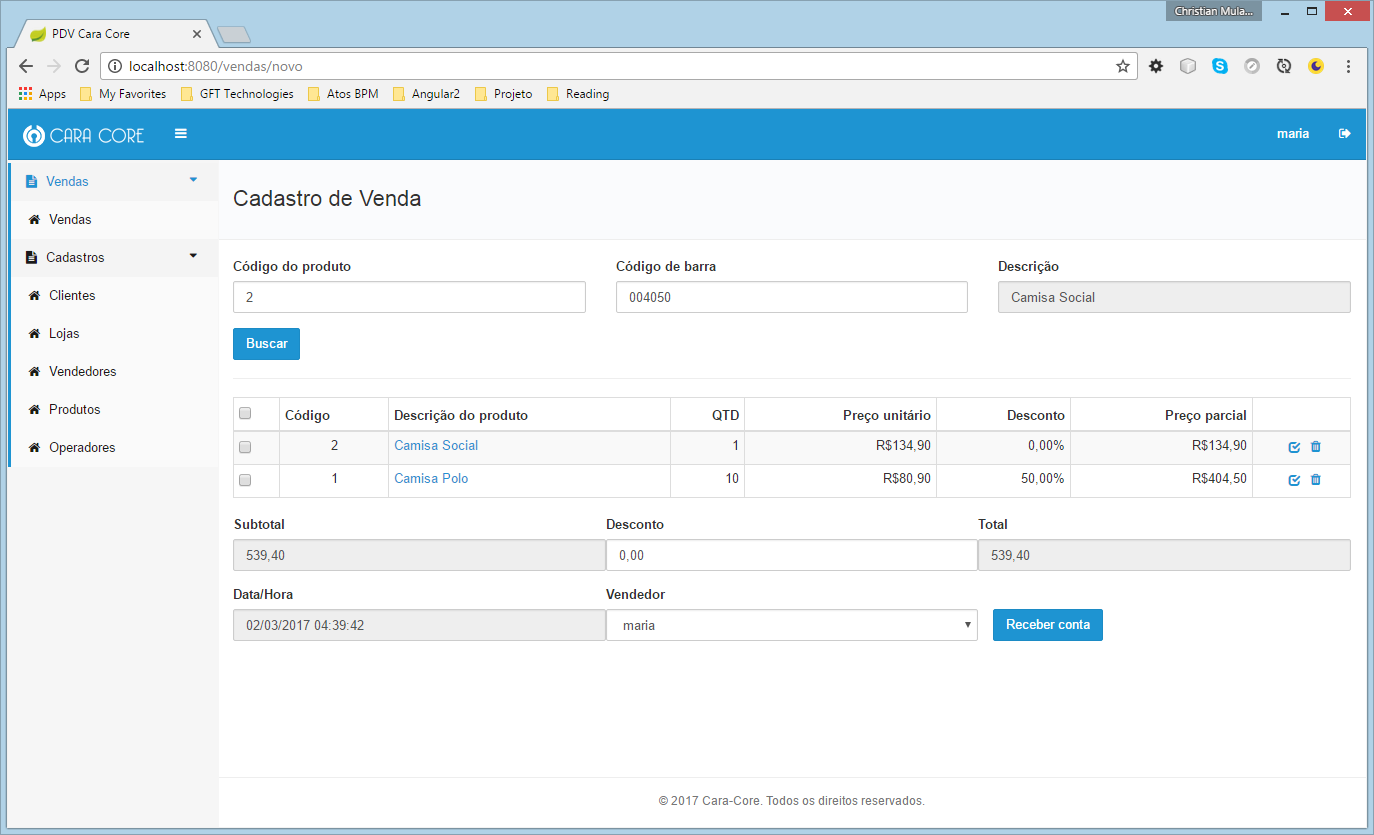 Christian Mula...
PDV Cara Core
localhost:8080/vendas/novo
Apps My Favorites GFT Technologies Atos BPM Angular2 Projeto Reading
CARA CORE maria
Vendas
Vendas
Cadastros
Clientes
Lojas
Vendedores
Produtos
Operadores
Cadastro de Venda
Código do produto Código de barra Descrição
2 004050 Camisa Social
Buscar
Código Descrição do produto QTD Preço unitário Desconto Preço parcial
2 Camisa Social 1 R$134,90 0,00% R$134,90
1 Camisa Polo 10 R$80,90 50,00% R$404,50
Subtotal Desconto Total
539,40 0,00 539,40
Data/Hora Vendedor
02/03/2017 04:39:42 maria Receber conta
© 2017 Cara-Core. Todos os direitos reservados.